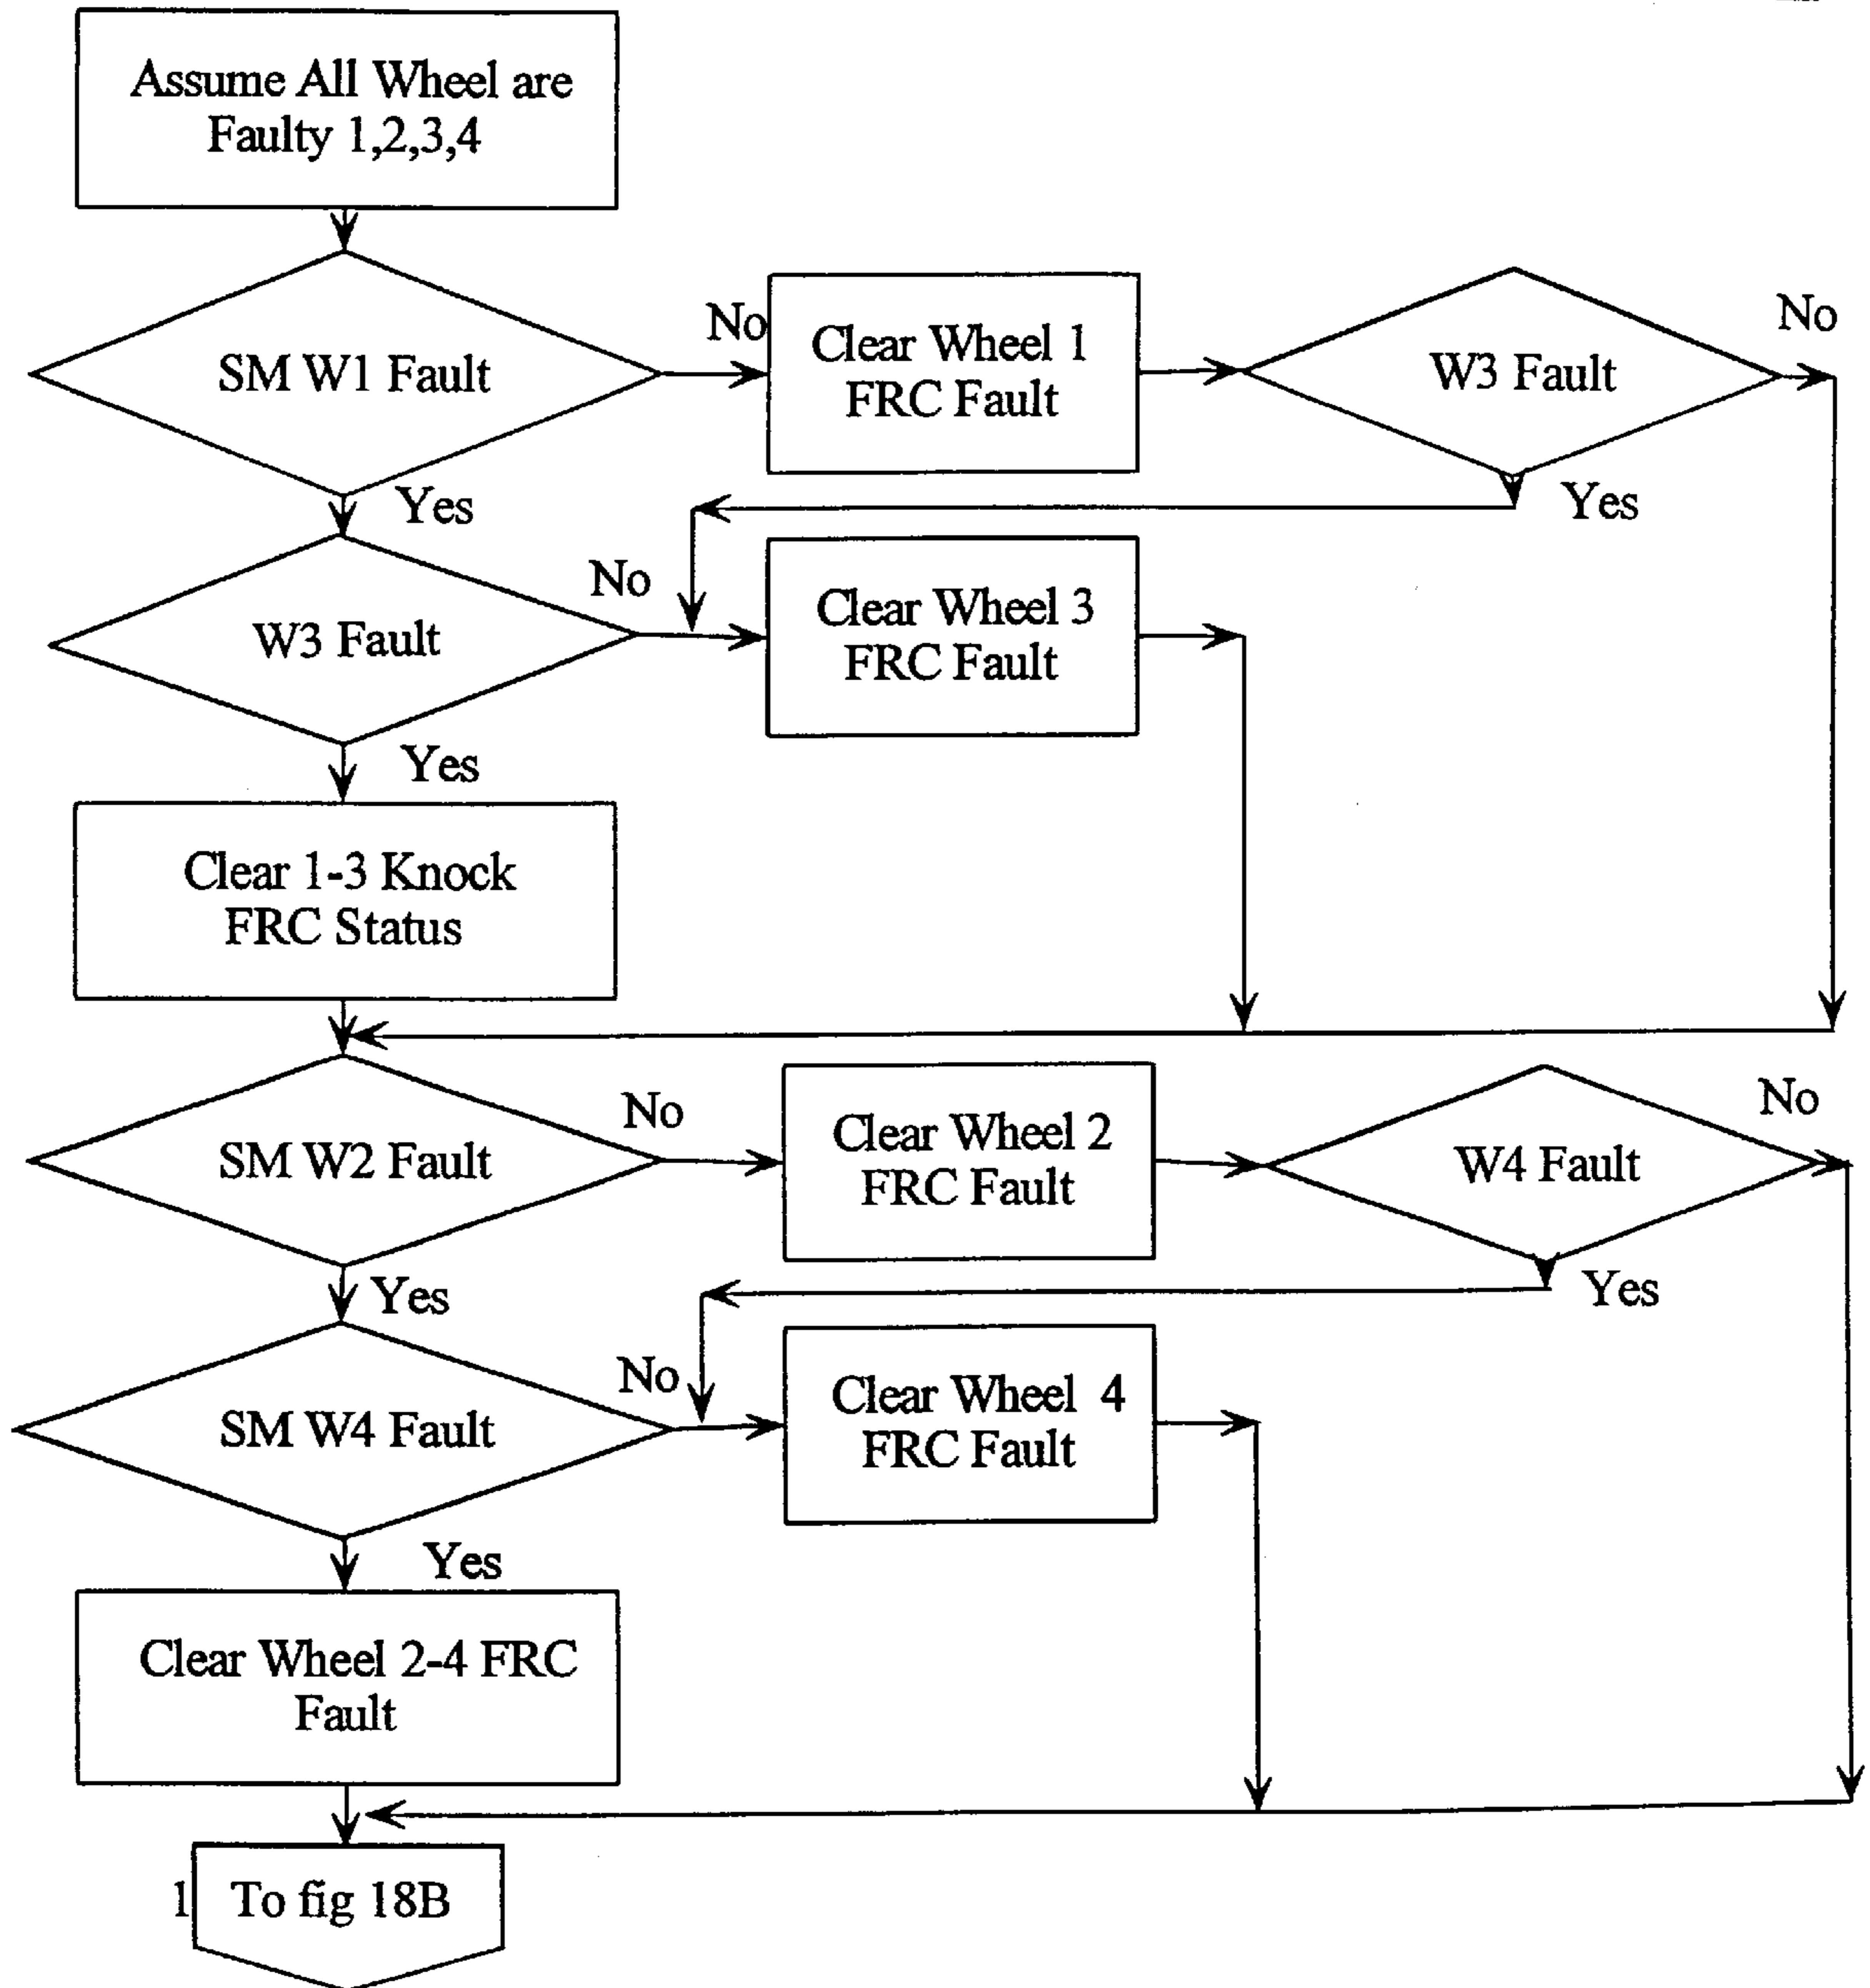 Assume All Wheel are
Faulty 1,2,3,4
SM W1 Fault
No
Clear Wheel 1
FRC Fault
W3 Fault
No
Yes
Yes
W3 Fault
No
Clear Wheel 3
FRC Fault
Yes
Clear 1-3 Knock
FRC Status
SM W2 Fault
No
Clear Wheel 2
FRC Fault
W4 Fault
No
Yes
Yes
SM W4 Fault
No
Clear Wheel 4
FRC Fault
Yes
Clear Wheel 2-4 FRC
Fault
1
To fig 18B